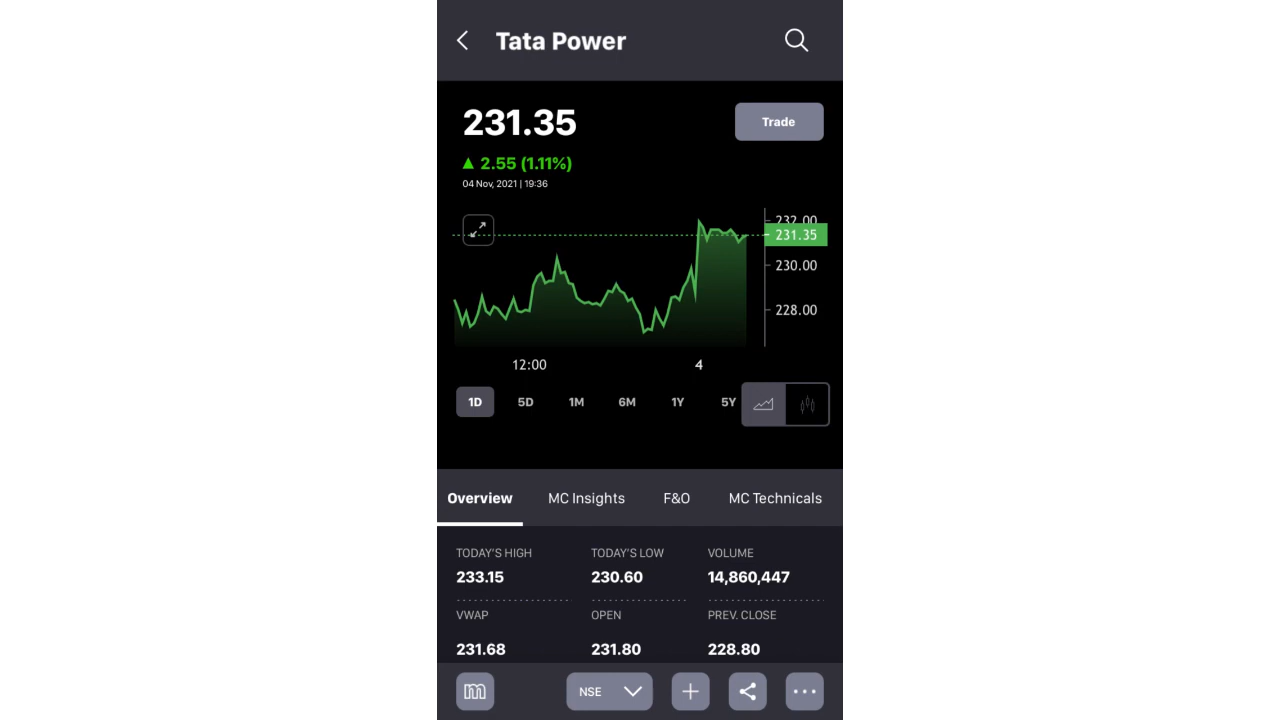 Tata Power
231.35
Trade
▲ 2.55 (1.11%)
04 Nov, 2021 | 19:36
232.00
231.35
230.00
228.00
12:00 4
1D 5D 1M 6M 1Y 5Y
Overview MC Insights F&O MC Technicals
TODAY'S HIGH TODAY'S LOW VOLUME
233.15 230.60 14,860,447
VWAP OPEN PREV. CLOSE
231.68 231.80 228.80
m NSE